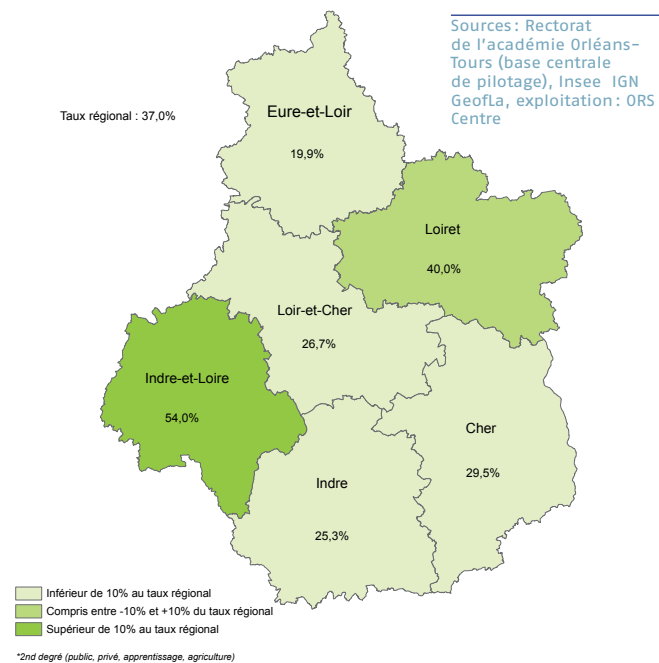 Sources : Rectorat
de l'académie Orléans-
Tours (base centrale
de pilotage), Insee IGN
GeofLa, exploitation : ORS
Centre
Taux régional : 37,0%
Eure-et-Loir
19,9%
Loiret
40,0%
Loir-et-Cher
26,7%
Indre-et-Loire
54,0%
Cher
29,5%
Indre
25,3%
Inférieur de 10% au taux régional
Compris entre -10% et +10% du taux régional
Supérieur de 10% au taux régional
*2nd degré (public, privé, apprentissage, agriculture)